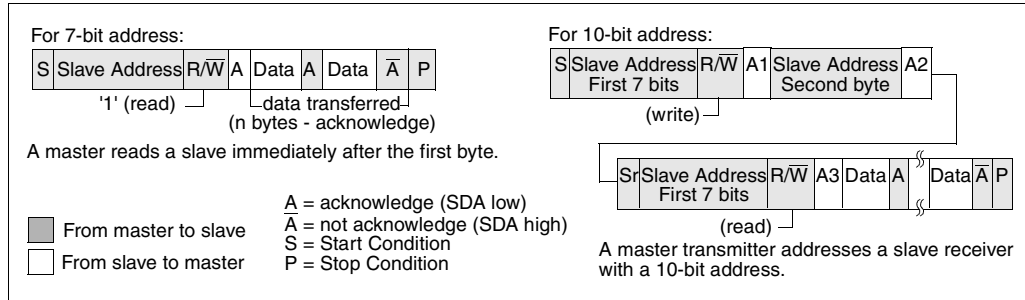 For 7-bit address:
S Slave Address R/W̅ A Data A Data A̅ P
'1' (read)
data transferred
(n bytes - acknowledge)
A master reads a slave immediately after the first byte.
From master to slave
From slave to master
A = acknowledge (SDA low)
A̅ = not acknowledge (SDA high)
S = Start Condition
P = Stop Condition
For 10-bit address:
S Slave Address First 7 bits R/W̅ A1 Slave Address Second byte A2
(write)
Sr Slave Address First 7 bits R/W̅ A3 Data A Data A̅ P
(read)
A master transmitter addresses a slave receiver
with a 10-bit address.